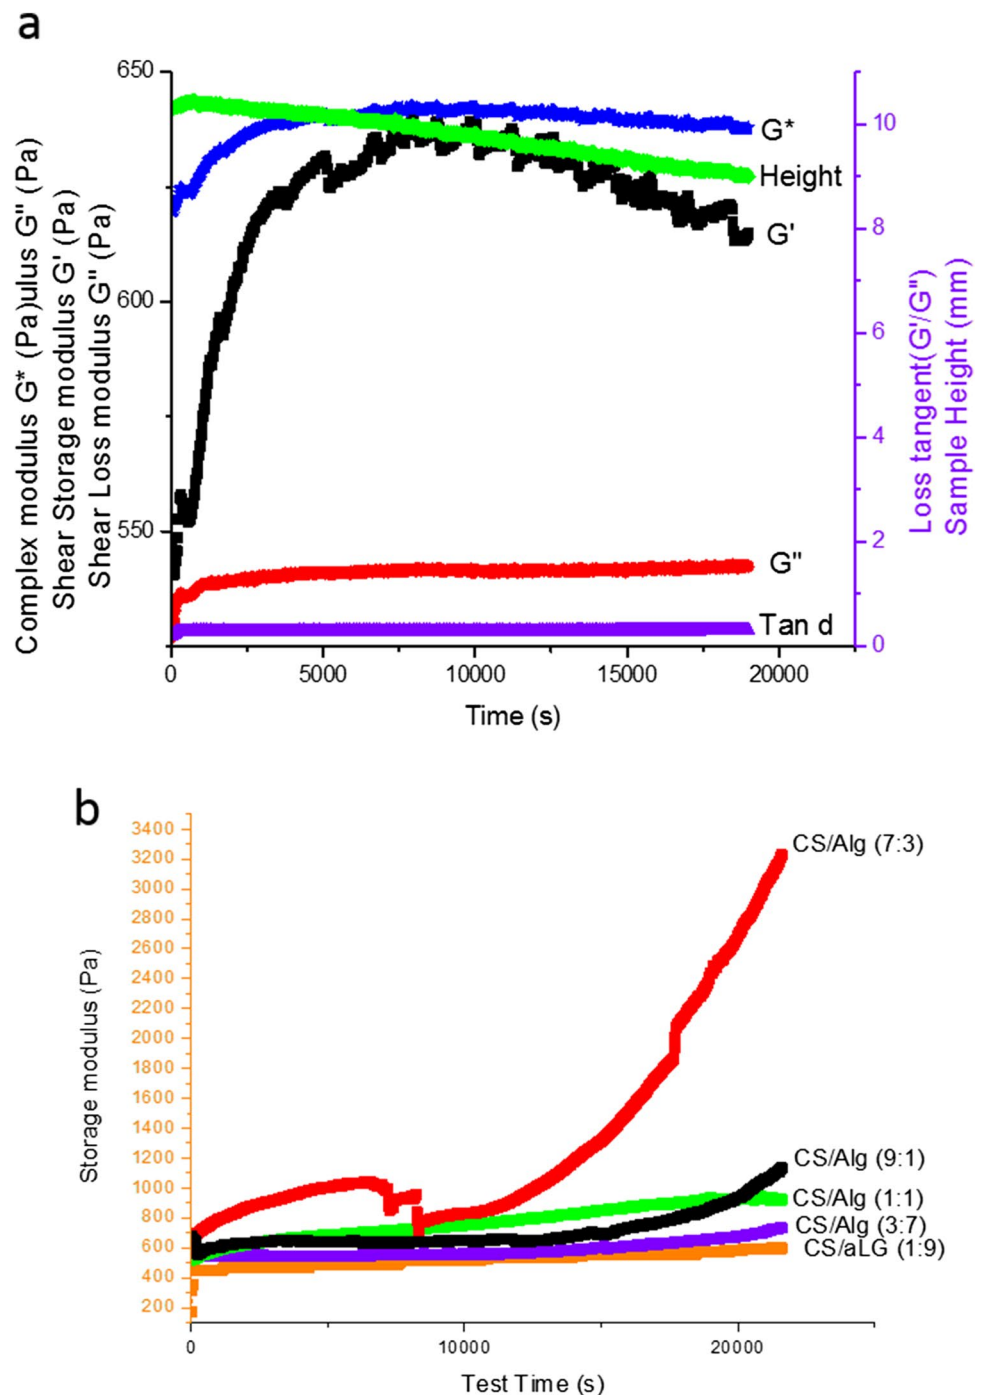 a
Complex modulus G* (Pa)ulus G" (Pa)
Shear Storage modulus G' (Pa)
Shear Loss modulus G" (Pa)
650
600
550
G*
Height
G'
G"
Tan d
10
8
6
4
2
0
Loss tangent(G'/G")
Sample Height (mm)
0
5000
10000
15000
20000
Time (s)
b
Storage modulus (Pa)
3400
3200
3000
2800
2600
2400
2200
2000
1800
1600
1400
1200
1000
800
600
400
200
CS/Alg (7:3)
CS/Alg (9:1)
CS/Alg (1:1)
CS/Alg (3:7)
CS/aLG (1:9)
0
10000
20000
Test Time (s)